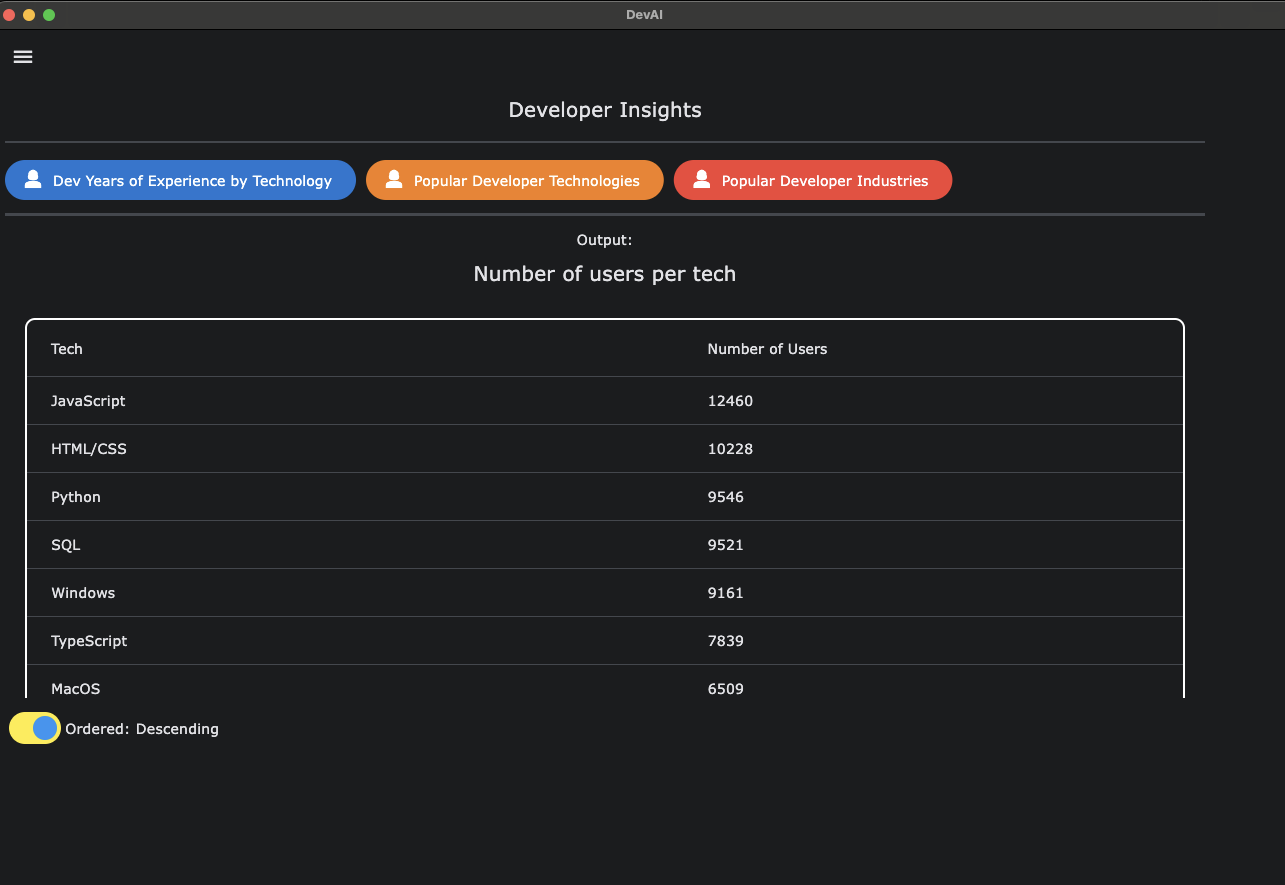 DevAI
Developer Insights
Dev Years of Experience by Technology Popular Developer Technologies Popular Developer Industries
Output:
Number of users per tech
Tech Number of Users
JavaScript 12460
HTML/CSS 10228
Python 9546
SQL 9521
Windows 9161
TypeScript 7839
MacOS 6509
Ordered: Descending